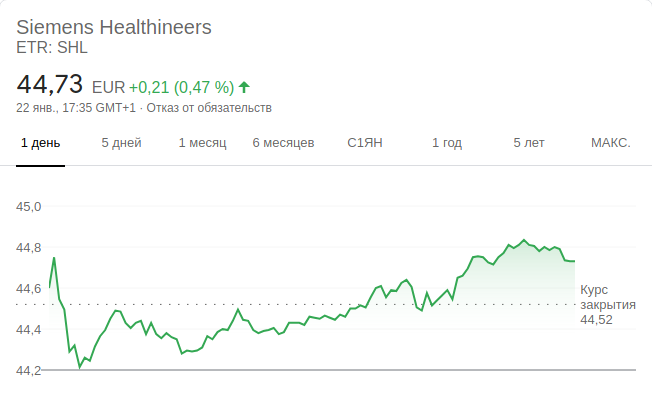 Siemens Healthineers
ETR: SHL
44,73 EUR +0,21 (0,47 %)
22 янв., 17:35 GMT+1 · Отказ от обязательств
1 день 5 дней 1 месяц 6 месяцев С1ЯН 1 год 5 лет МАКС.
45,0
44,8
44,6
Курс
закрытия
44,52
44,4
44,2